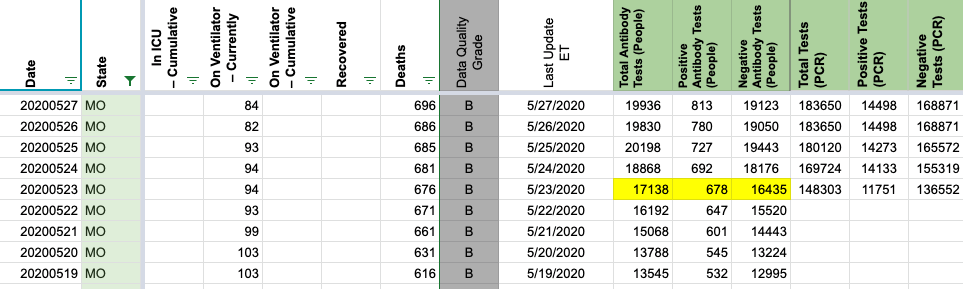 Date State In ICU – Cumulative On Ventilator – Currently On Ventilator – Cumulative Recovered Deaths Data Quality Grade Last Update ET Total Antibody Tests (People) Positive Antibody Tests (People) Negative Antibody Tests (People) Total Tests (PCR) Positive Tests (PCR) Negative Tests (PCR)
20200527 MO 84 696 B 5/27/2020 19936 813 19123 183650 14498 168871
20200526 MO 82 686 B 5/26/2020 19830 780 19050 183650 14498 168871
20200525 MO 93 685 B 5/25/2020 20198 727 19443 180120 14273 165572
20200524 MO 94 681 B 5/24/2020 18868 692 18176 169724 14133 155319
20200523 MO 94 676 B 5/23/2020 17138 678 16435 148303 11751 136552
20200522 MO 93 671 B 5/22/2020 16192 647 15520
20200521 MO 99 661 B 5/21/2020 15068 601 14443
20200520 MO 103 631 B 5/20/2020 13788 545 13224
20200519 MO 103 616 B 5/19/2020 13545 532 12995